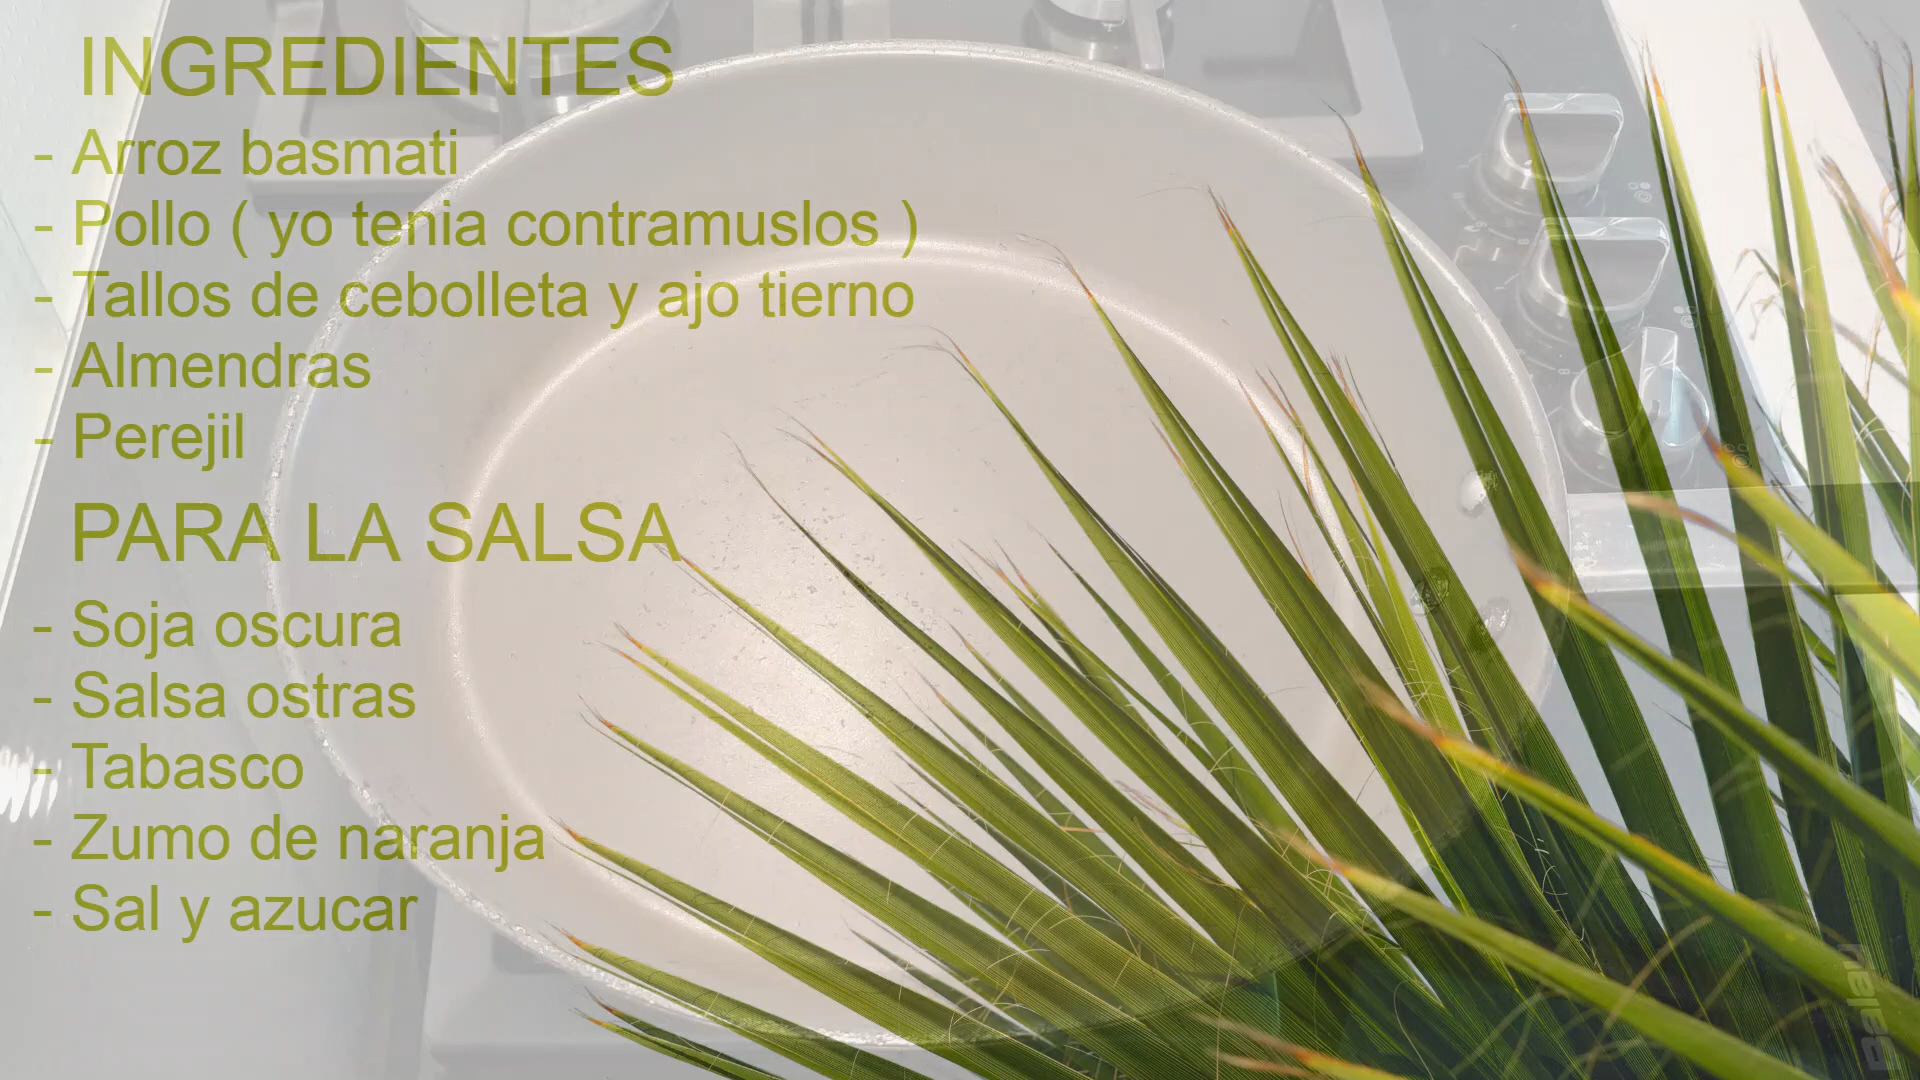 INGREDIENTES
- Arroz basmati
- Pollo ( yo tenia contramuslos )
- Tallos de cebolleta y ajo tierno
- Almendras
- Perejil
PARA LA SALSA
- Soja oscura
- Salsa ostras
- Tabasco
- Zumo de naranja
- Sal y azucar
Balay